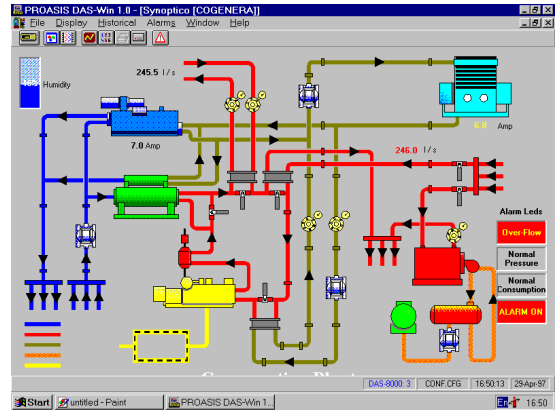 PROASIS DAS-Win 1.0 - [Synoptico [COGENERA]]
File Display Historical Alarms Window Help
Humidity
245.5 l/s
7.0 Amp
6.0 Amp
246.0 l/s
Alarm Leds
Over-Flow
Normal
Pressure
Normal
Consumption
ALARM ON
DAS-8000: 3 CONF.CFG 16:50:13 29-Apr-97
Start untitled - Paint PROASIS DAS-Win 1... En 16:50